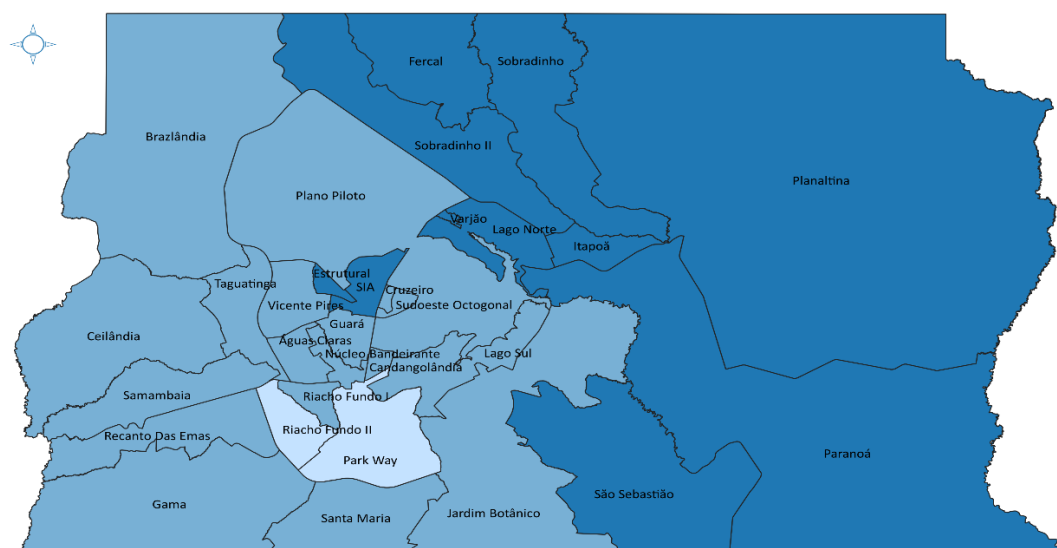 Fercal
Sobradinho
Brazlândia
Sobradinho II
Planaltina
Plano Piloto
Varjão
Lago Norte
Itapoã
Estrutural
Taguatinga
SIA
Cruzeiro
Vicente Pires
Sudoeste Octogonal
Guará
Ceilândia
Águas Claras
Núcleo Bandeirante
Lago Sul
Candangolândia
Samambaia
Riacho Fundo I
Riacho Fundo II
Recanto Das Emas
Park Way
Paranoá
São Sebastião
Gama
Santa Maria
Jardim Botânico